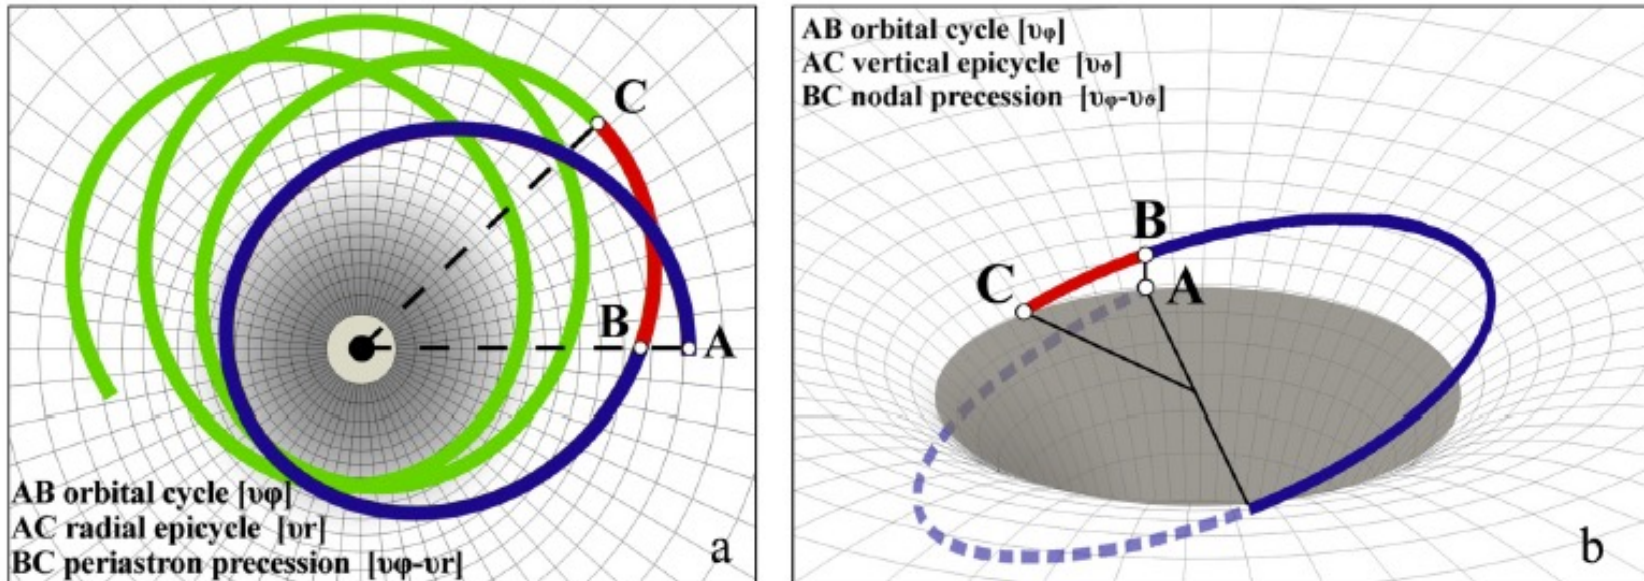 C
B
A
AB orbital cycle [υφ]
AC radial epicycle [υr]
BC periastron precession [υφ-υr]
a
AB orbital cycle [υφ]
AC vertical epicycle [υϑ]
BC nodal precession [υφ-υϑ]
B
C
A
b